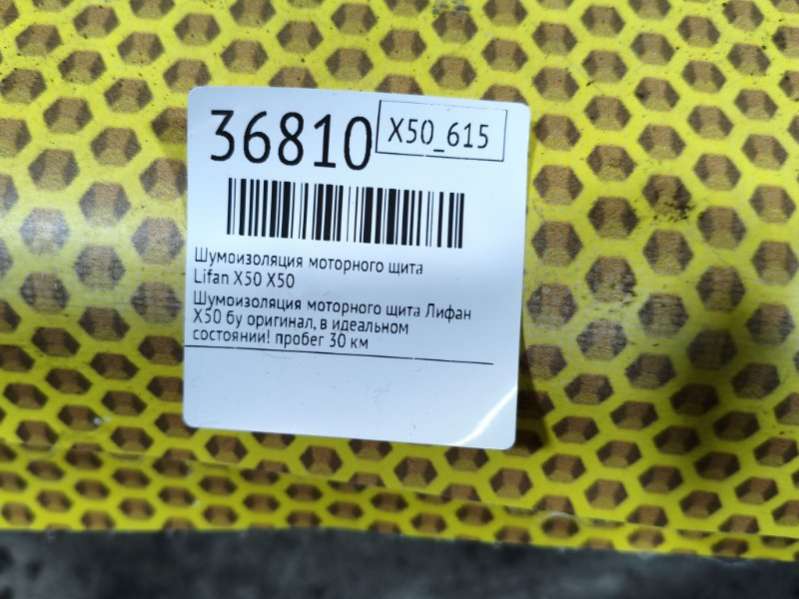 36810
X50_615
Шумоизоляция моторного щита
Lifan X50 X50
Шумоизоляция моторного щита Лифан
Х50 бу оригинал, в идеальном
состоянии! пробег 30 км